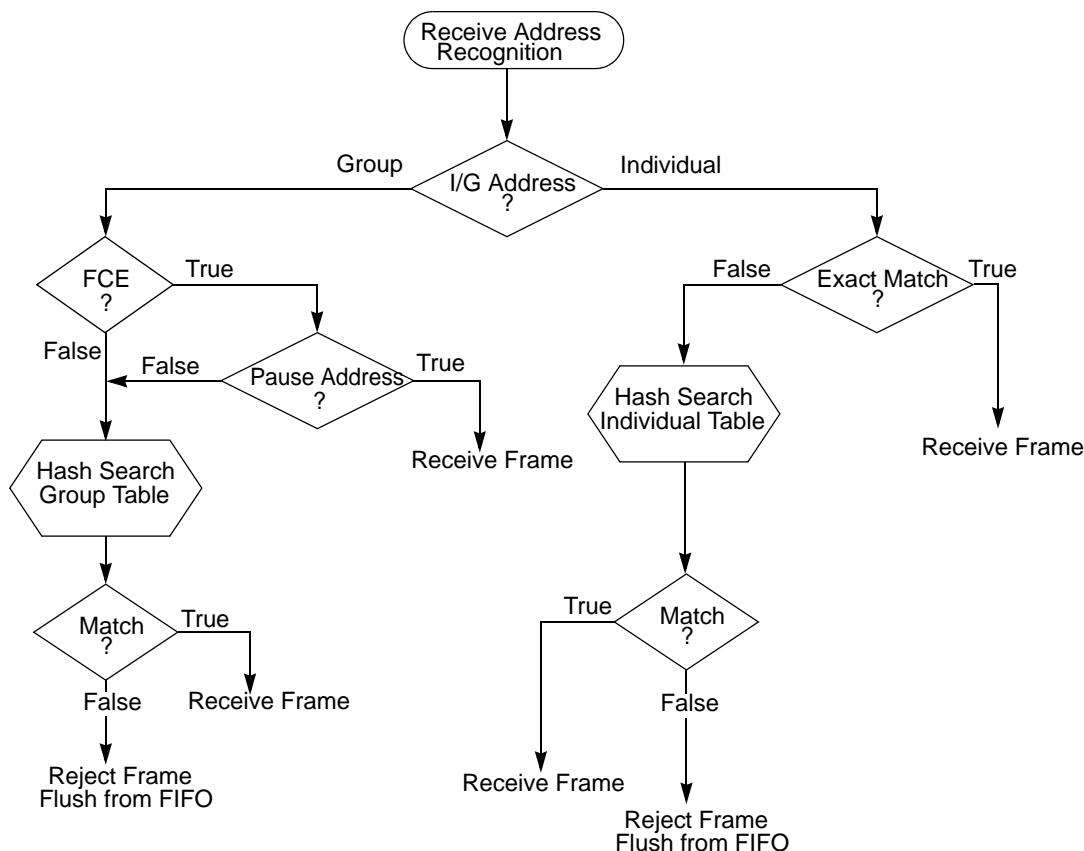 Receive Address
Recognition
Group
I/G Address
?
Individual
FCE
?
True
False
Exact Match
?
True
False
False
Pause Address
?
True
Hash Search
Individual Table
Receive Frame
Receive Frame
Hash Search
Group Table
Match
?
True
True
Match
?
False
Receive Frame
False
Reject Frame
Flush from FIFO
Receive Frame
Reject Frame
Flush from FIFO